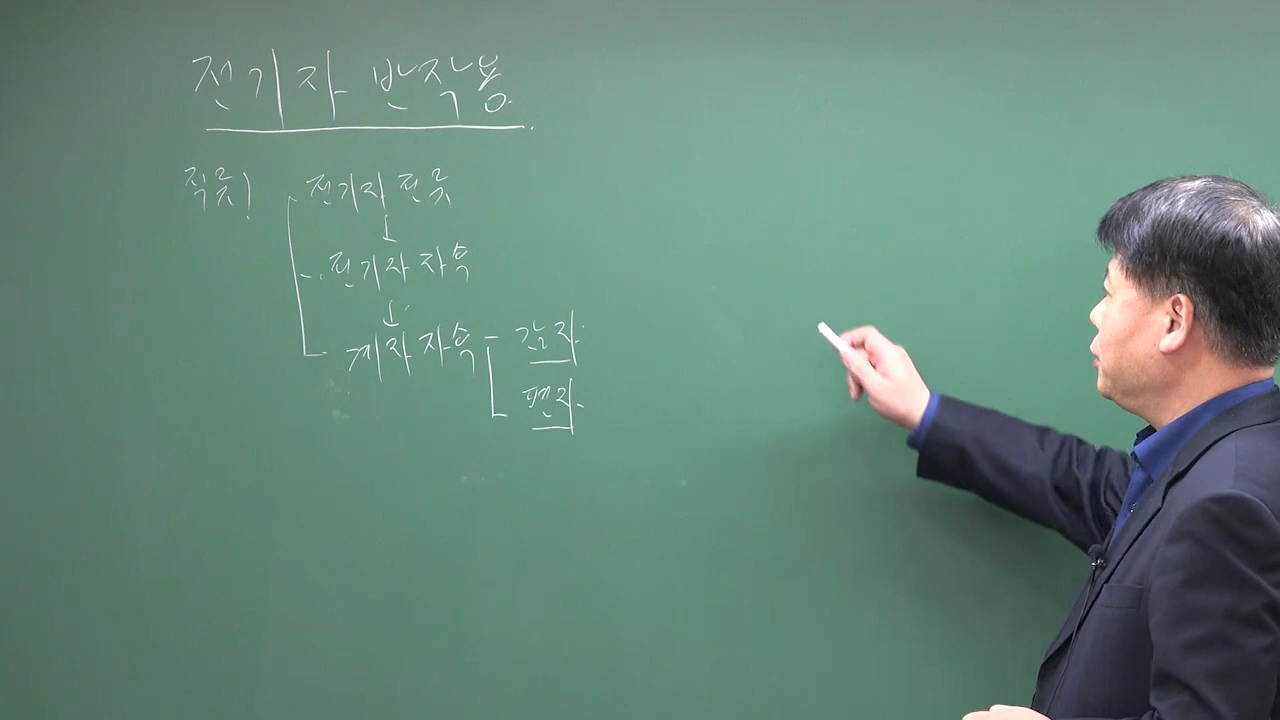 전기자 반작용
직류! 전기자 전류
↓
전기자 자속
↓
계자 자속 - 감자
편자